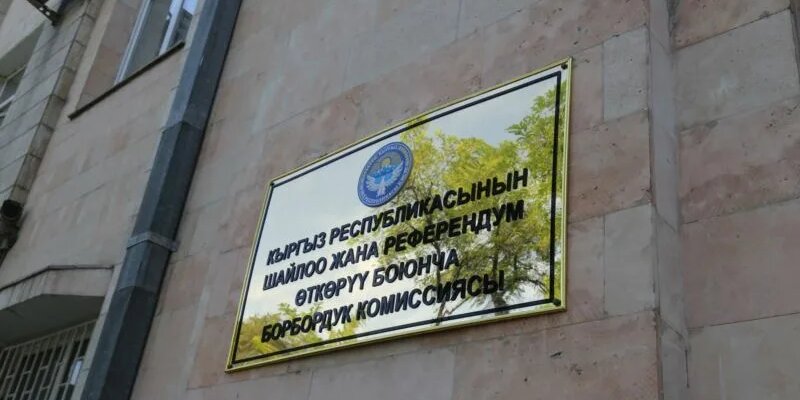 КЫРГЫЗ РЕСПУБЛИКАСЫНЫН
ШАЙЛОО ЖАНА РЕФЕРЕНДУМ
ӨТКӨРҮҮ БОЮНЧА
БОРБОРДУК КОМИССИЯСЫ